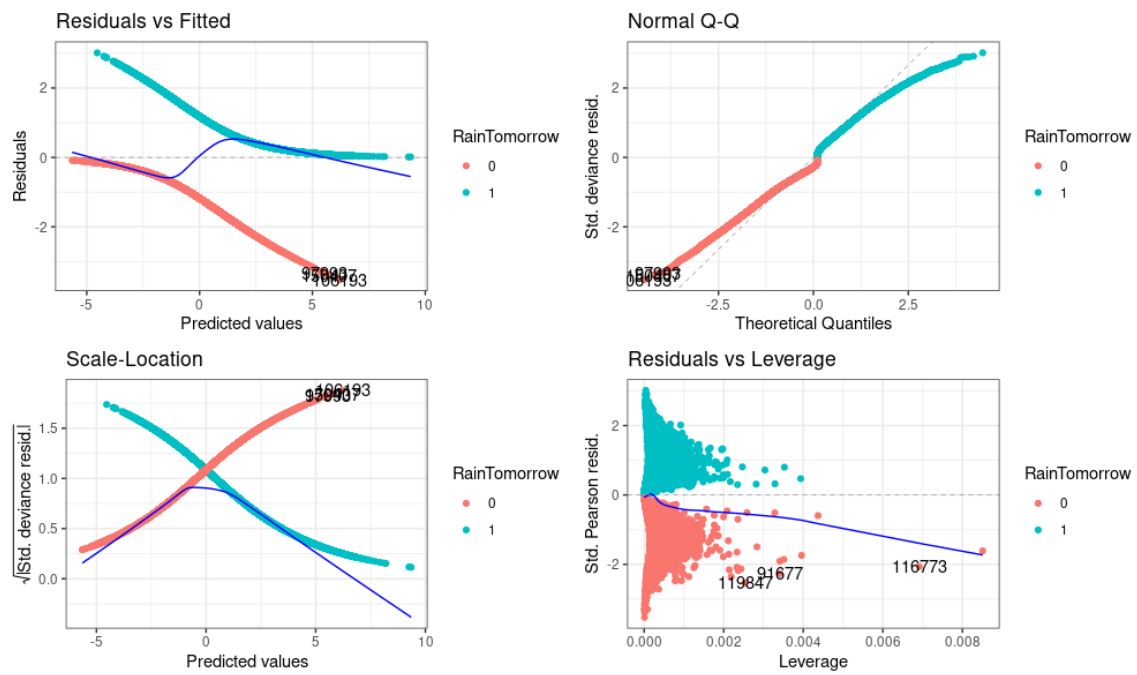 Residuals vs Fitted
Residuals
2
0
-2
-5
0
5
10
Predicted values
106193
RainTomorrow
0
1
Normal Q-Q
Std. deviance resid.
2
0
-2
-2.5
0.0
2.5
Theoretical Quantiles
RainTomorrow
0
1
Scale-Location
√|Std. deviance resid.|
1.5
1.0
0.5
0.0
-5
0
5
10
Predicted values
106193
RainTomorrow
0
1
Residuals vs Leverage
Std. Pearson resid.
2
0
-2
0.000
0.002
0.004
0.006
0.008
Leverage
116773
91677
119847
RainTomorrow
0
1